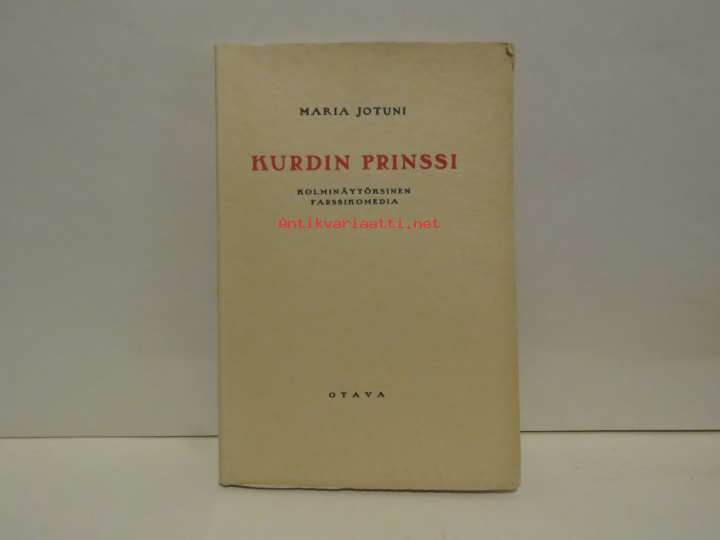 MARIA JOTUNI
KURDIN PRINSSI
KOLMINÄYTÖKSINEN
FARSSIKOMEDIA
Antikvariaatti.net
OTAVA